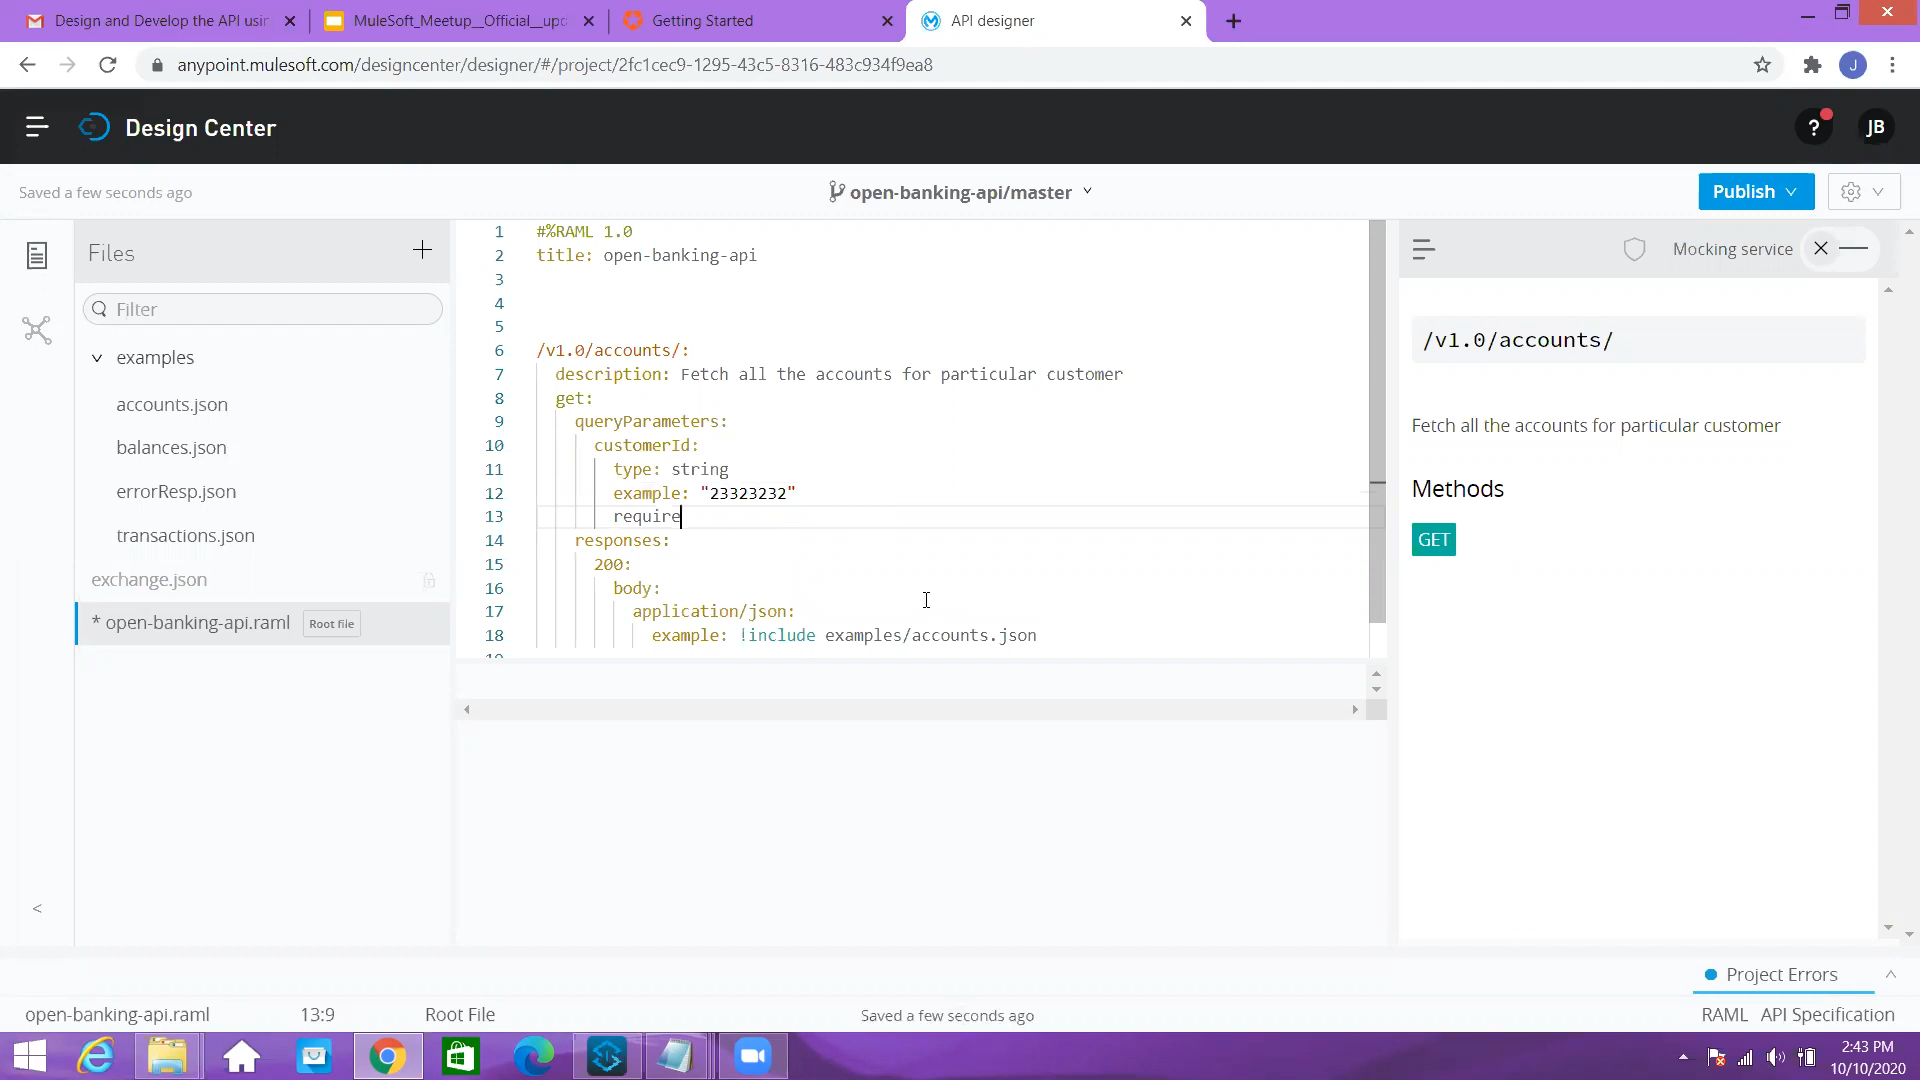 Design and Develop the API usin
MuleSoft_Meetup__Official__upd
Getting Started
API designer
anypoint.mulesoft.com/designcenter/designer/#/project/2fc1cec9-1295-43c5-8316-483c934f9ea8
J
Design Center
?
JB
Saved a few seconds ago
open-banking-api/master
Publish
Files
Filter
examples
accounts.json
balances.json
errorResp.json
transactions.json
exchange.json
* open-banking-api.raml
Root file
1 #%RAML 1.0
2 title: open-banking-api
3
4
5
6 /v1.0/accounts/:
7 description: Fetch all the accounts for particular customer
8 get:
9 queryParameters:
10 customerId:
11 type: string
12 example: "23323232"
13 require
14 responses:
15 200:
16 body:
17 application/json:
18 example: !include examples/accounts.json
19
Mocking service
/v1.0/accounts/
Fetch all the accounts for particular customer
Methods
GET
Project Errors
open-banking-api.raml
13:9
Root File
Saved a few seconds ago
RAML
API Specification
2:43 PM
10/10/2020